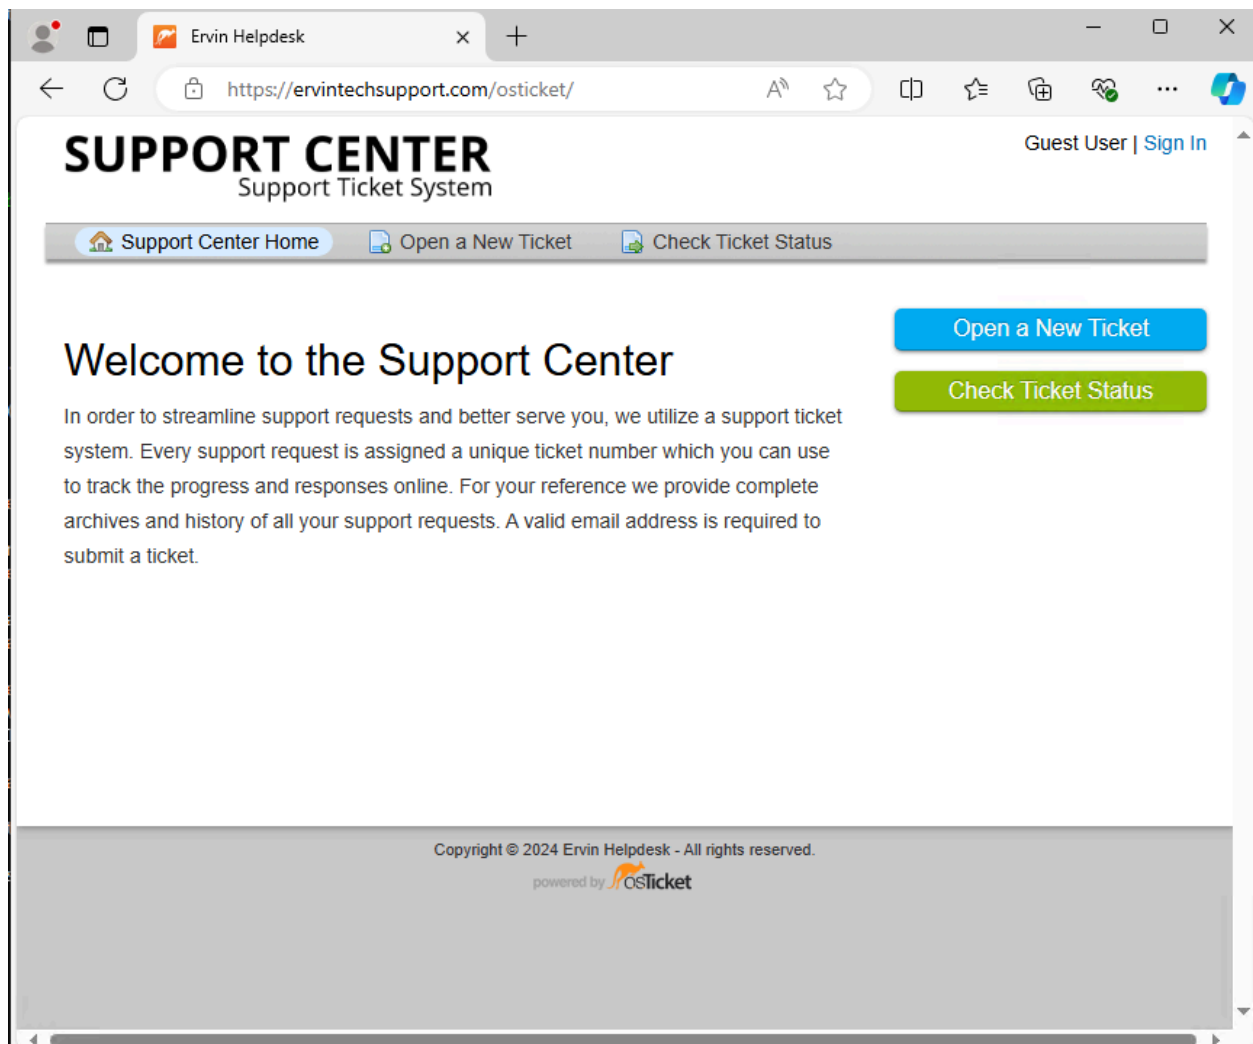 Ervin Helpdesk
https://ervintechsupport.com/osticket/
SUPPORT CENTER
Support Ticket System
Guest User | Sign In
Support Center Home
Open a New Ticket
Check Ticket Status
Open a New Ticket
Check Ticket Status
Welcome to the Support Center
In order to streamline support requests and better serve you, we utilize a support ticket
system. Every support request is assigned a unique ticket number which you can use
to track the progress and responses online. For your reference we provide complete
archives and history of all your support requests. A valid email address is required to
submit a ticket.
Copyright © 2024 Ervin Helpdesk - All rights reserved.
powered by osTicket